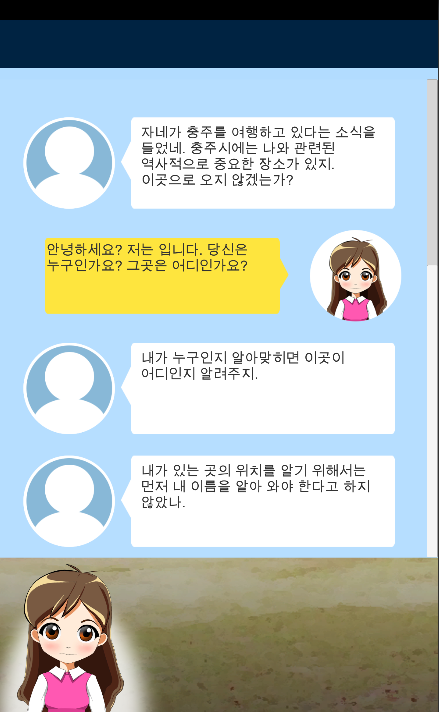 자네가 충주를 여행하고 있다는 소식을
들었네. 충주시에는 나와 관련된
역사적으로 중요한 장소가 있지.
이곳으로 오지 않겠는가?
안녕하세요? 저는 입니다. 당신은
누구인가요? 그곳은 어디인가요?
내가 누구인지 알아맞히면 이곳이
어디인지 알려주지.
내가 있는 곳의 위치를 알기 위해서는
먼저 내 이름을 알아 와야 한다고 하지
않았나.